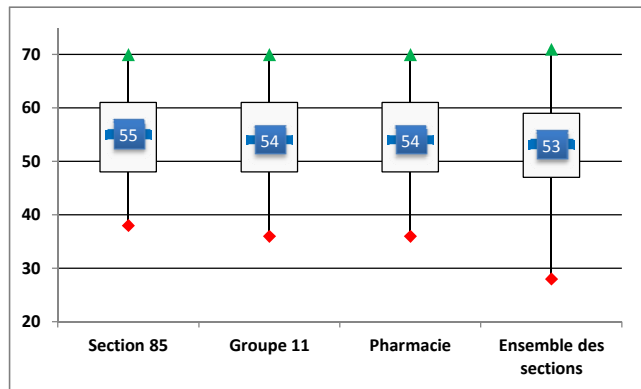 70
60
50
40
30
20
55
54
54
53
Section 85
Groupe 11
Pharmacie
Ensemble des
sections